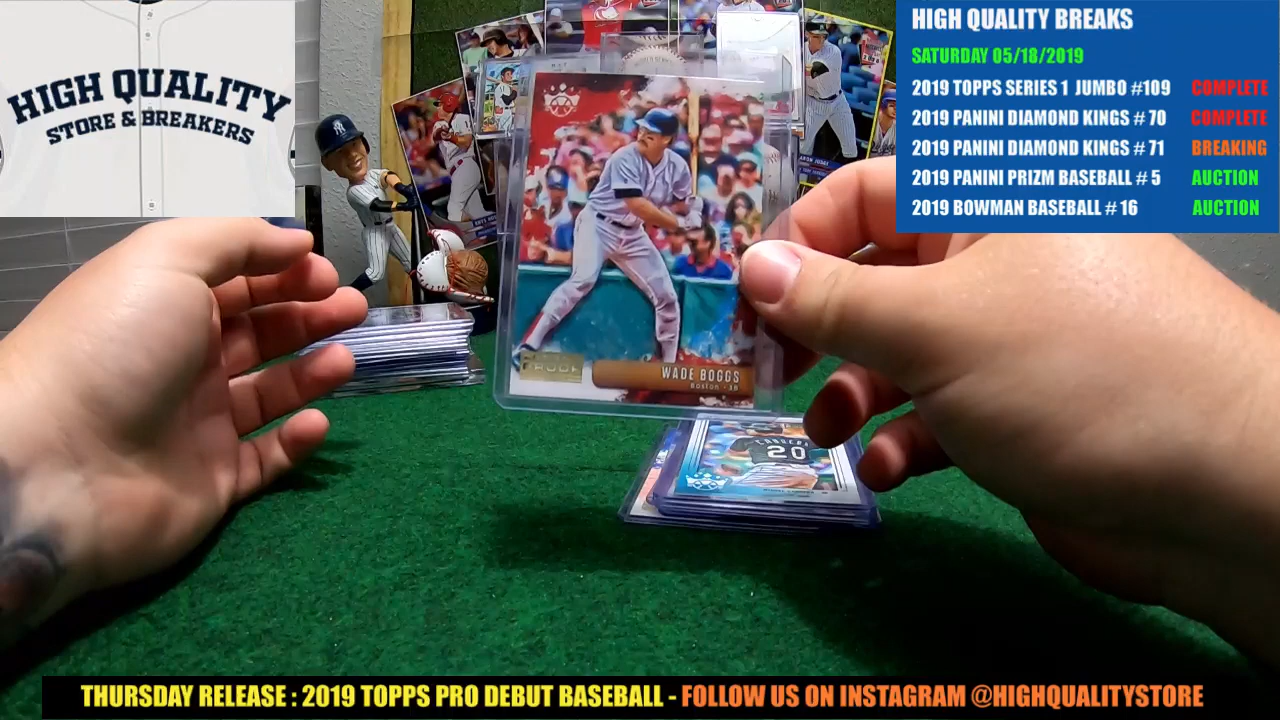 HIGH QUALITY
STORE & BREAKERS
HIGH QUALITY BREAKS
SATURDAY 05/18/2019
2019 TOPPS SERIES 1 JUMBO #109 COMPLETE
2019 PANINI DIAMOND KINGS # 70 COMPLETE
2019 PANINI DIAMOND KINGS # 71 BREAKING
2019 PANINI PRIZM BASEBALL # 5 AUCTION
2019 BOWMAN BASEBALL # 16 AUCTION
WADE BOGGS
Boston - 3B
PROOF
20
THURSDAY RELEASE : 2019 TOPPS PRO DEBUT BASEBALL - FOLLOW US ON INSTAGRAM @HIGHQUALITYSTORE